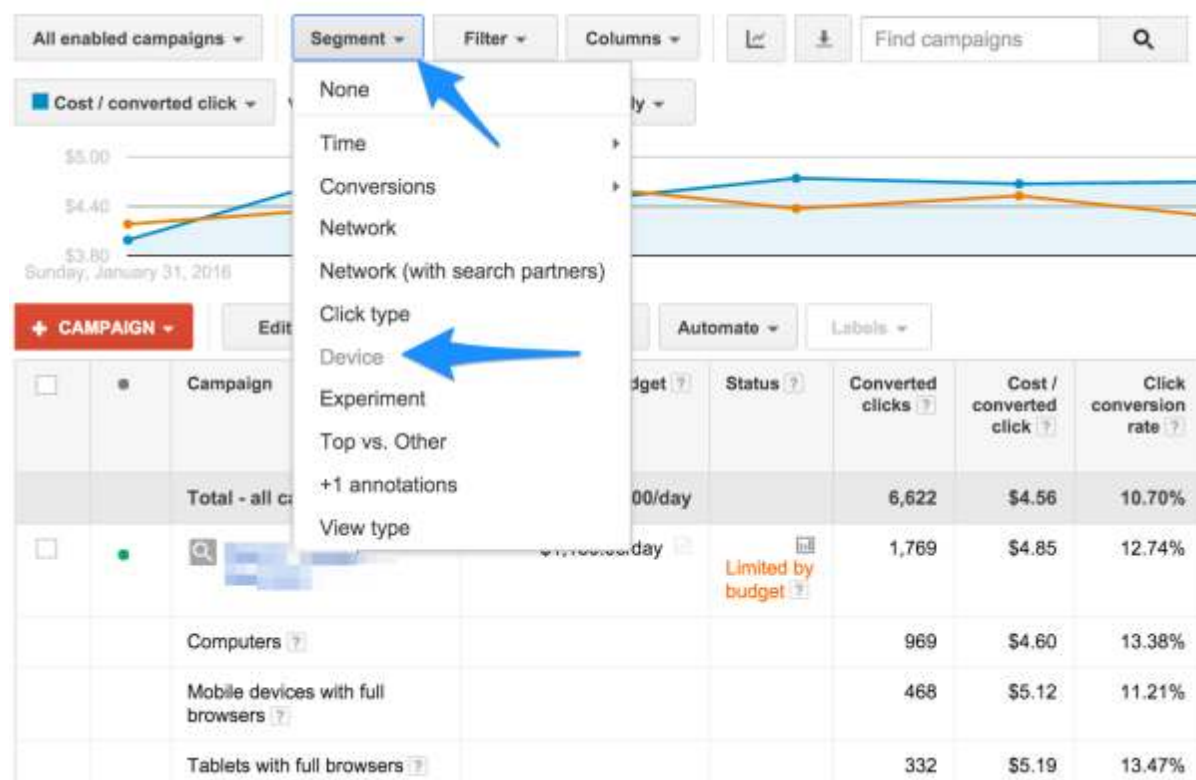 All enabled campaigns Segment Filter Columns Find campaigns
Cost / converted click ly
None
Time
Conversions
Network
Network (with search partners)
Click type
Device
Experiment
Top vs. Other
+1 annotations
View type
$5.00
$4.40
$3.80
Sunday, January 31, 2016
+ CAMPAIGN Edit Automate Labels
Campaign dget ? Status ? Converted clicks ? Cost / converted click ? Click conversion rate ?
Total - all ca 00/day 6,622 $4.56 10.70%
/day Limited by budget ? 1,769 $4.85 12.74%
Computers ? 969 $4.60 13.38%
Mobile devices with full browsers ? 468 $5.12 11.21%
Tablets with full browsers ? 332 $5.19 13.47%